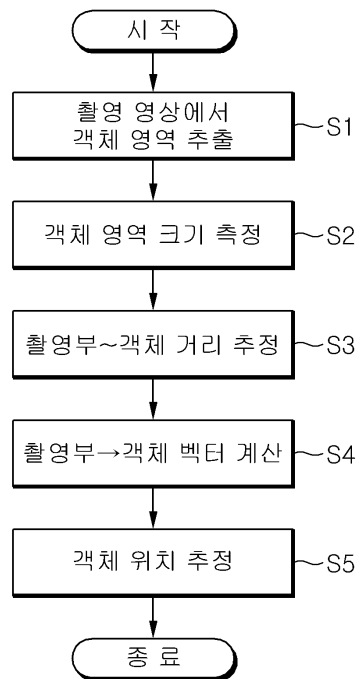 시 작
촬영 영상에서
객체 영역 추출
S1
객체 영역 크기 측정
S2
촬영부~객체 거리 추정
S3
촬영부→객체 벡터 계산
S4
객체 위치 추정
S5
종 료